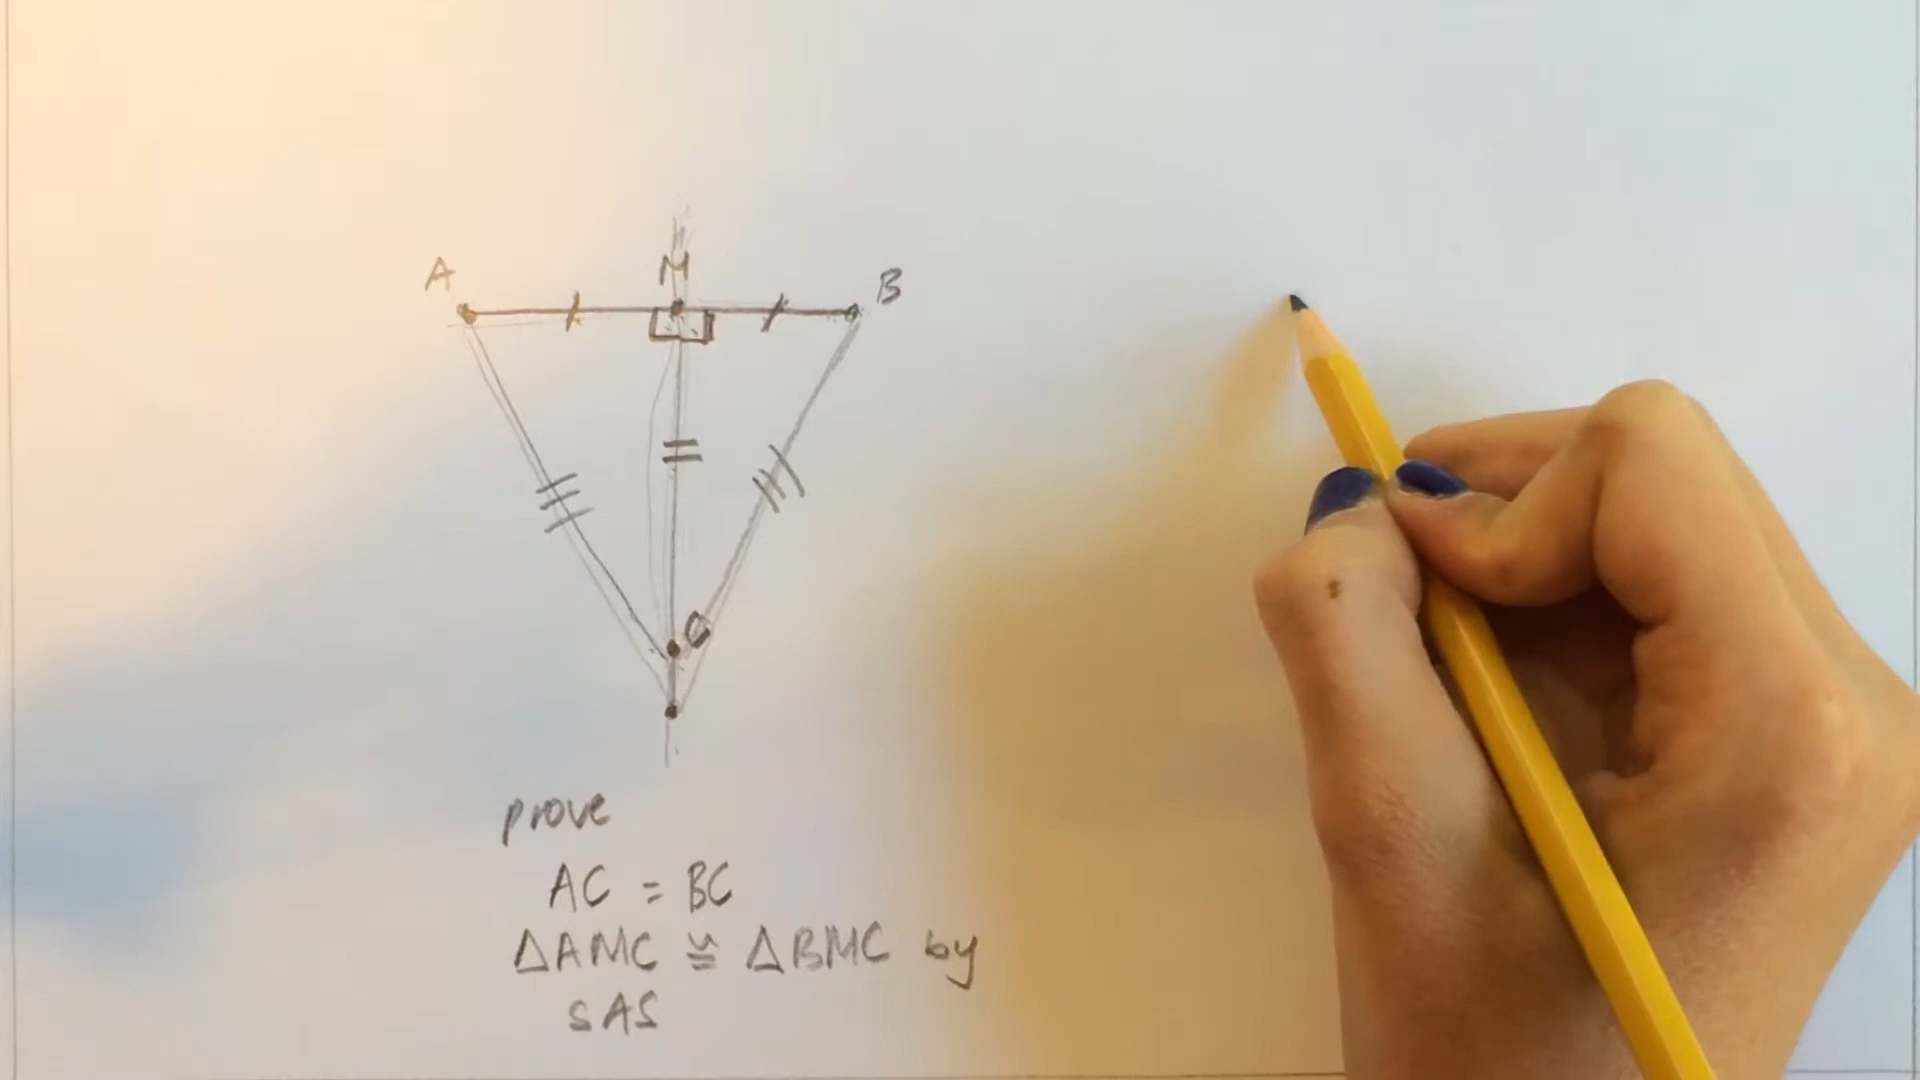 A M B
C
prove
AC = BC
ΔAMC ≅ ΔBMC by
SAS